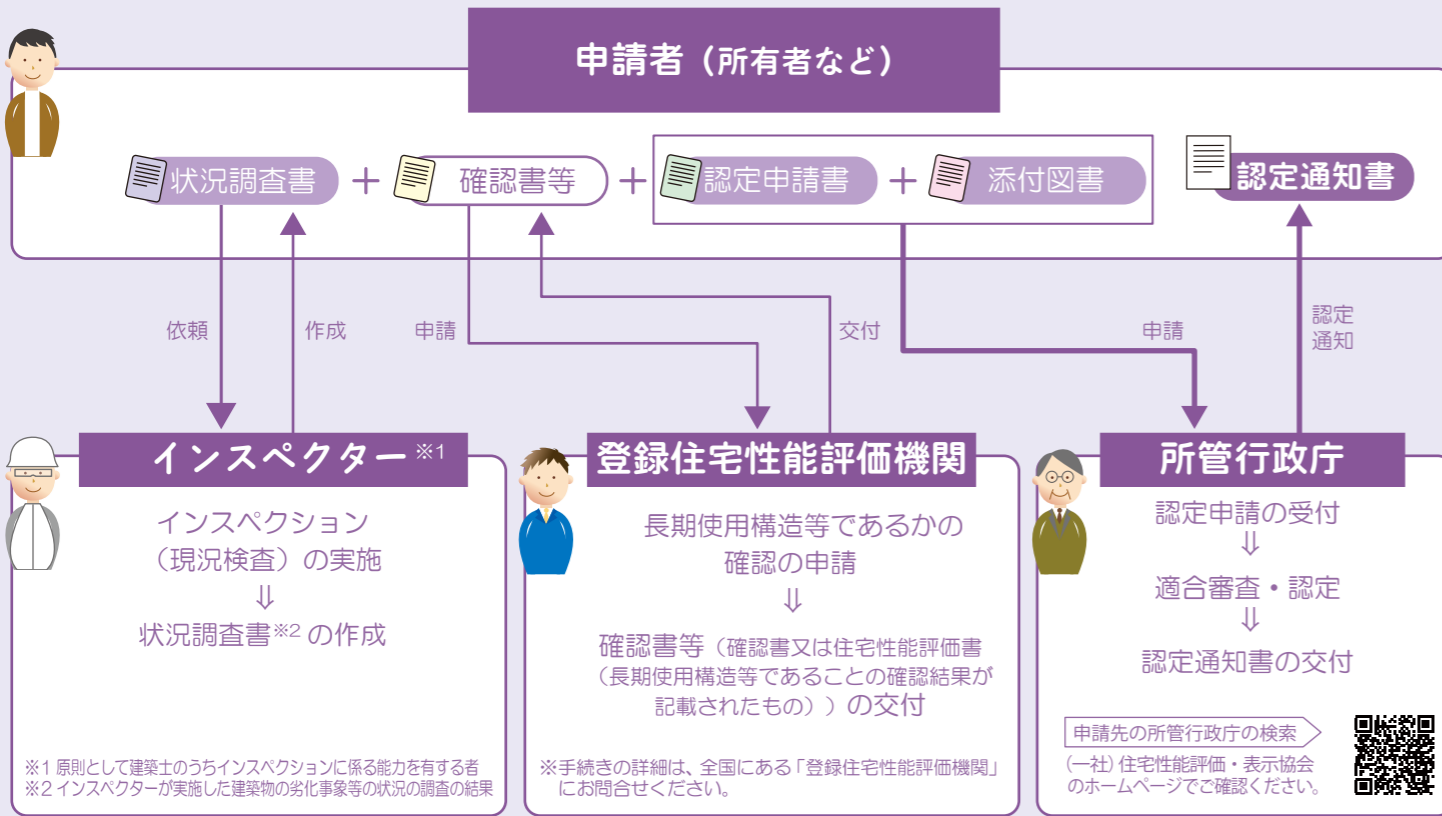 申請者（所有者など）
状況調査書 + 確認書等 + 認定申請書 + 添付図書
認定通知書
依頼
作成
申請
交付
申請
認定
通知
インスペクター※1
インスペクション
（現況検査）の実施
⇓
状況調査書※2 の作成
※1 原則として建築士のうちインスペクションに係る能力を有する者
※2 インスペクターが実施した建築物の劣化事象等の状況の調査の結果
登録住宅性能評価機関
長期使用構造等であるかの
確認の申請
⇓
確認書等（確認書又は住宅性能評価書
（長期使用構造等であることの確認結果が
記載されたもの））の交付
※手続きの詳細は、全国にある「登録住宅性能評価機関」
にお問合せください。
所管行政庁
認定申請の受付
⇓
適合審査・認定
⇓
認定通知書の交付
申請先の所管行政庁の検索
(一社)住宅性能評価・表示協会
のホームページでご確認ください。